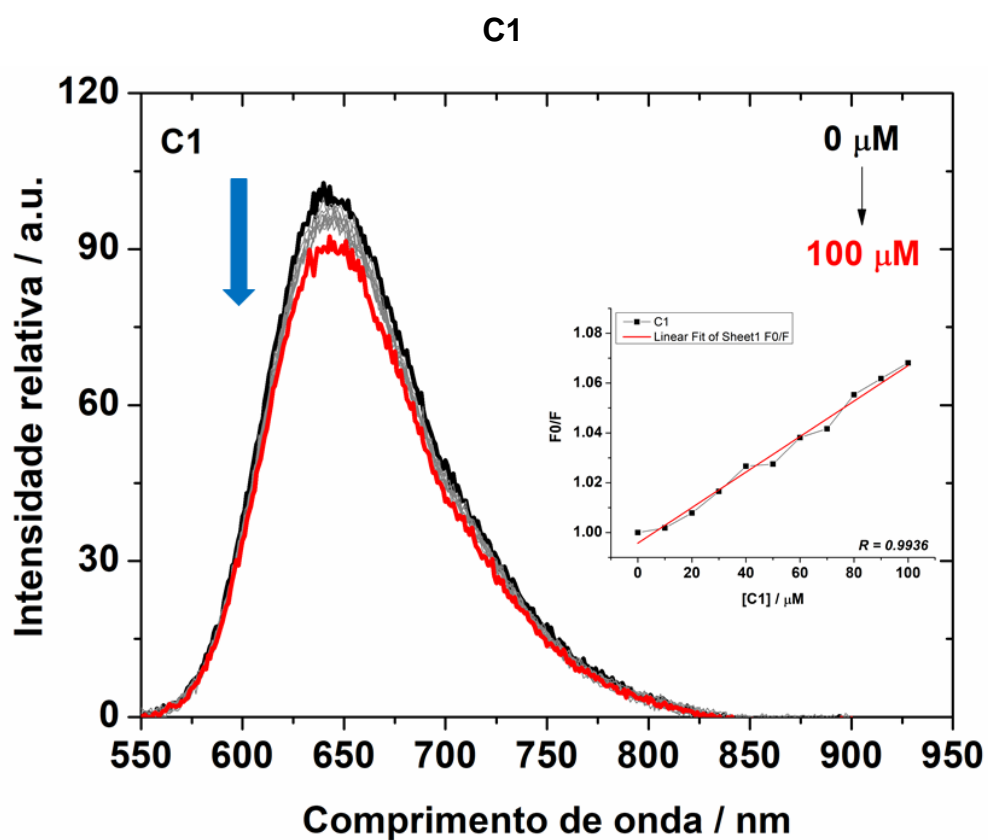 C1
120
90
60
30
0
Intensidade relativa / a.u.
C1
0 μM
100 μM
C1
Linear Fit of Sheet1 F0/F
1.08
1.06
1.04
1.02
1.00
F0/F
R = 0.9936
0 20 40 60 80 100
[C1] / μM
550 600 650 700 750 800 850 900 950
Comprimento de onda / nm